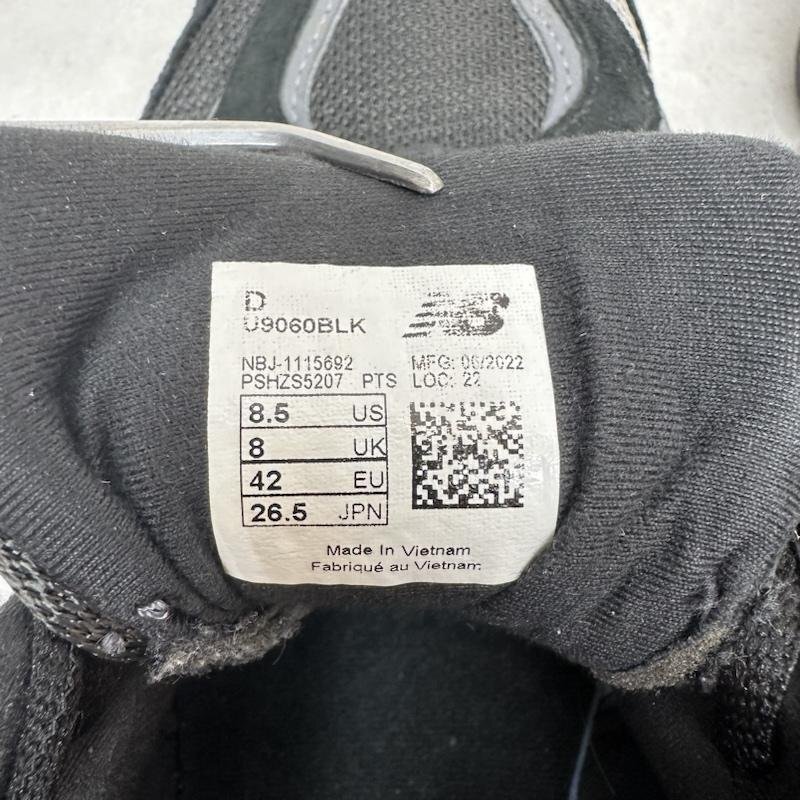 D
U9060BLK
NBJ-1115692 MFG: 06/2022
PSHZS5207 PTS LOC: 22
8.5 US
8 UK
42 EU
26.5 JPN
Made In Vietnam
Fabriqué au Vietnam